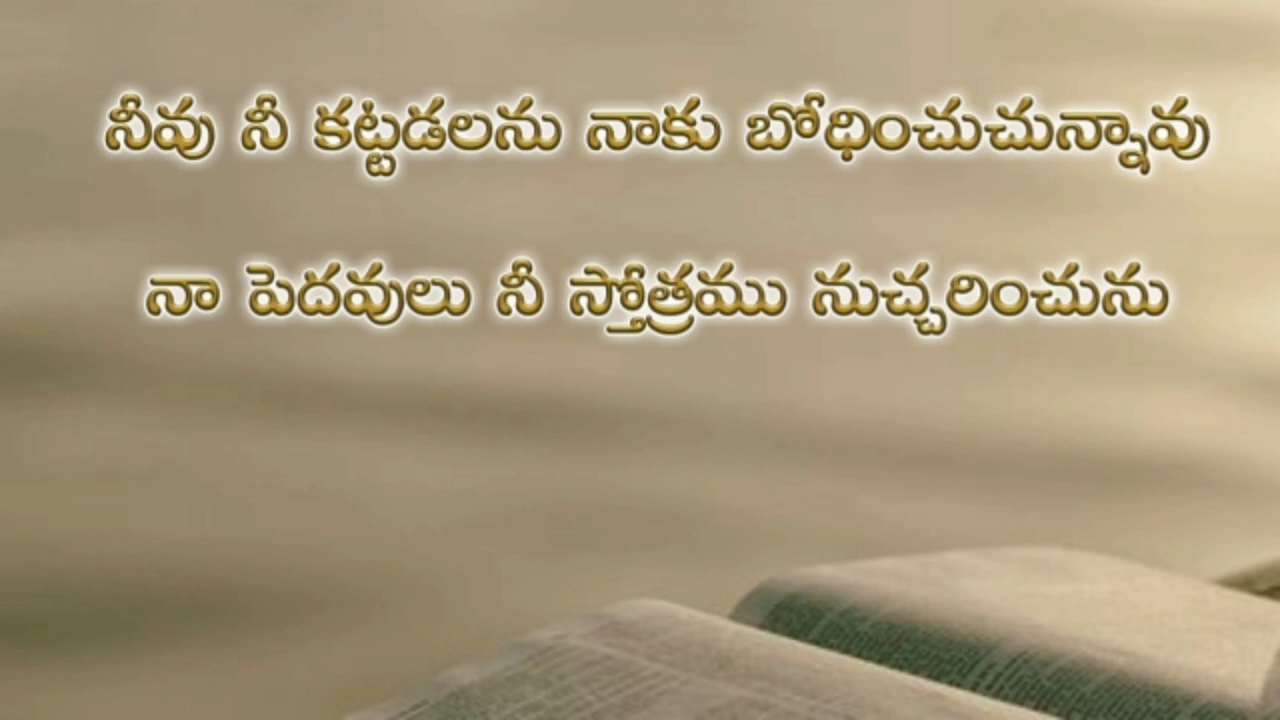 నీవు నీ కట్టడలను నాకు బోధించుచున్నావు
నా పెదవులు నీ స్తోత్రము నుచ్చరించును